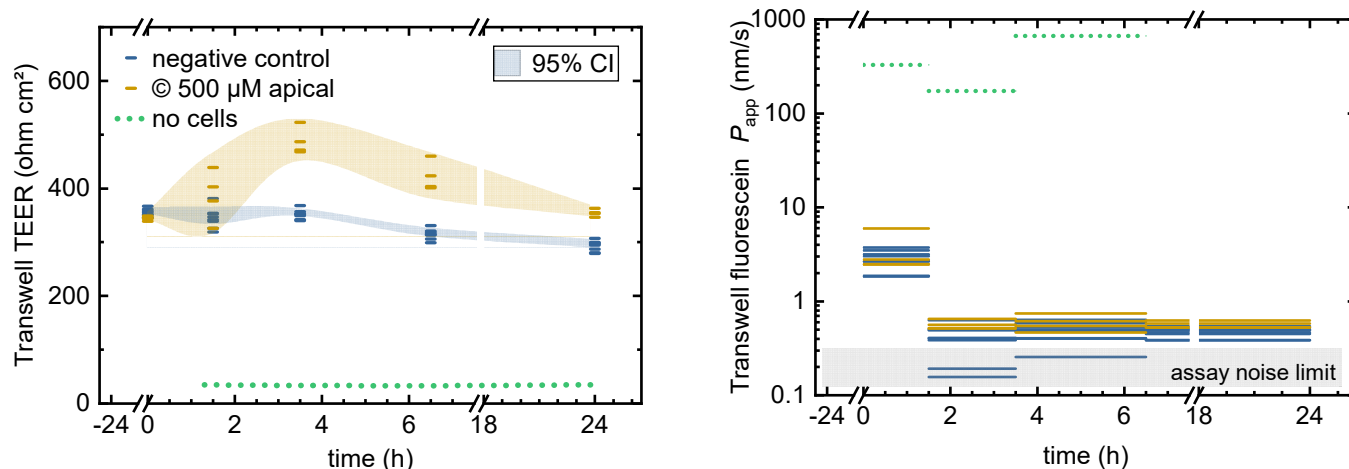 Transwell TEER (ohm cm²)
600
400
200
0
negative control
© 500 µM apical
no cells
95% CI
-24 0 2 4 6 18 24
time (h)
Transwell fluorescein Papp (nm/s)
1000
100
10
1
0.1
assay noise limit
-24 0 2 4 6 18 24
time (h)